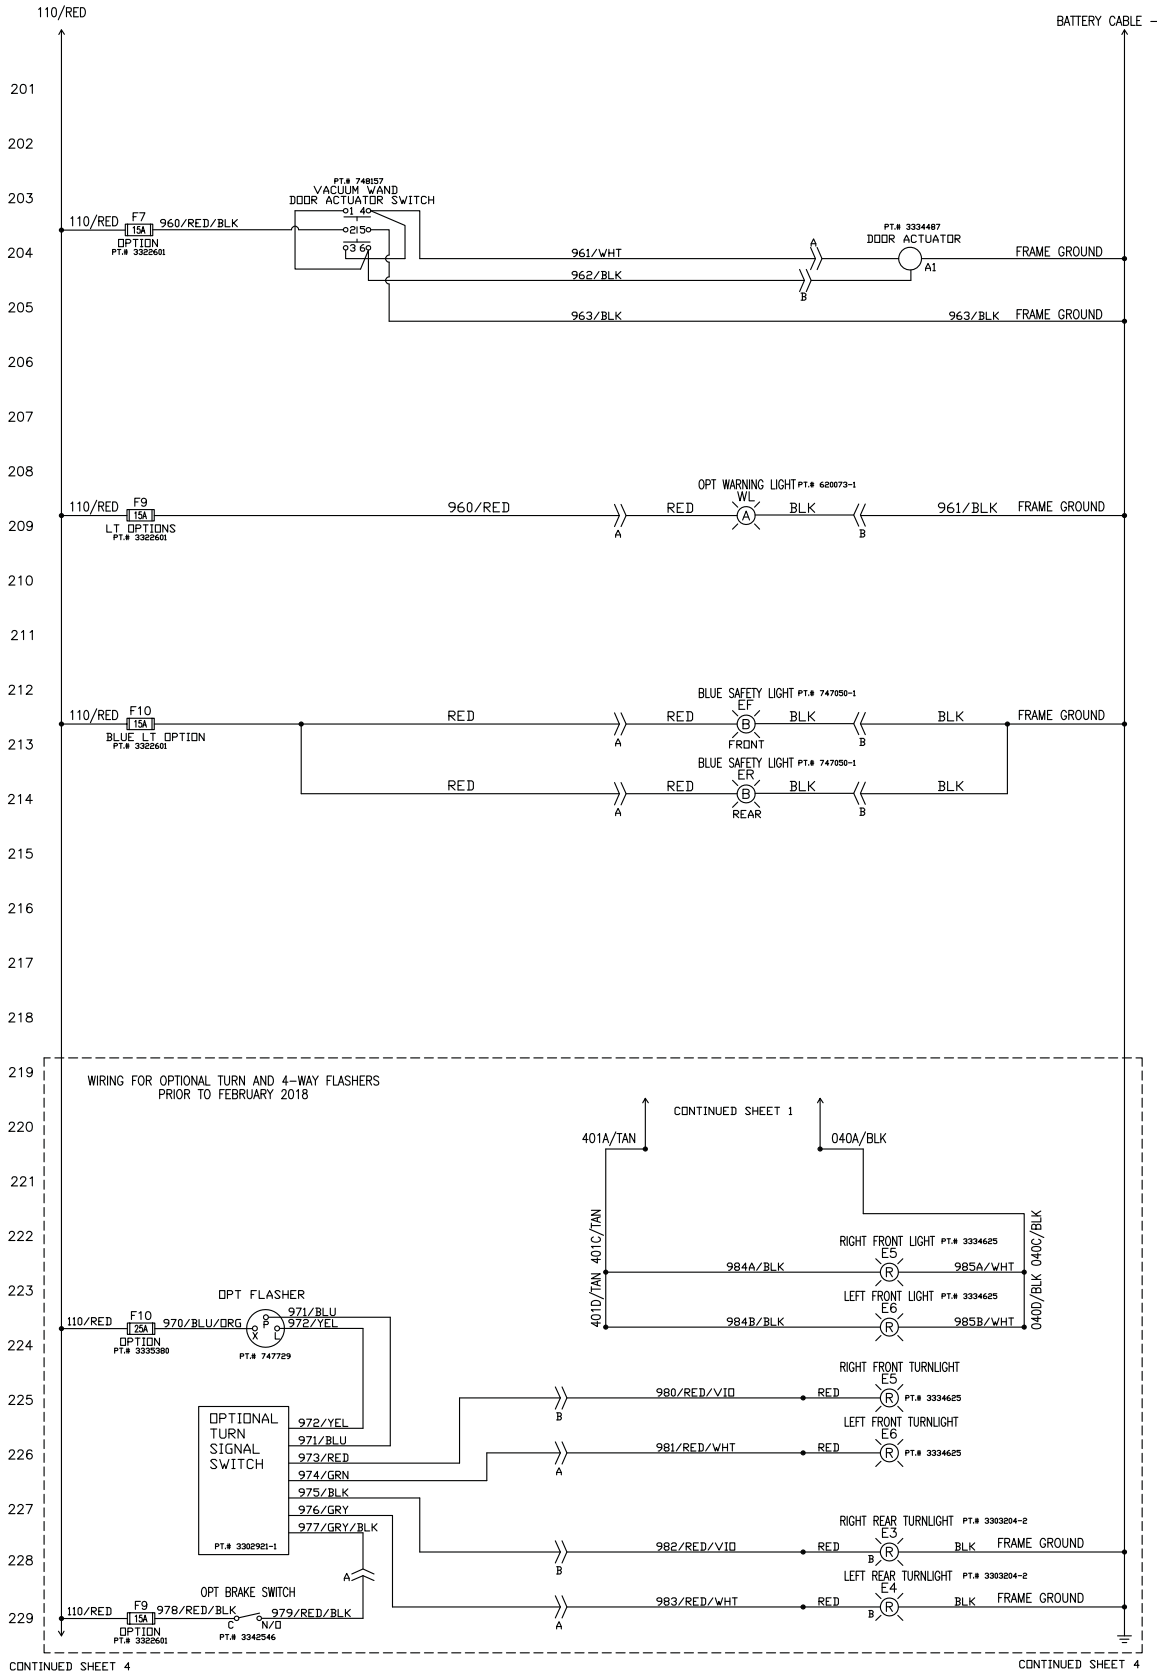 110/RED
BATTERY CABLE -
201
202
203
PT.# 748157
VACUUM WAND
DOOR ACTUATOR SWITCH
1 4
2 5
3 6
110/RED
F7
15A
960/RED/BLK
OPTION
PT.# 3322601
204
961/WHT
A
PT.# 3334487
DOOR ACTUATOR
A1
FRAME GROUND
962/BLK
B
205
963/BLK
963/BLK
FRAME GROUND
206
207
208
OPT WARNING LIGHT PT.# 620073-1
WL
110/RED
F9
15A
960/RED
RED
A
BLK
961/BLK
FRAME GROUND
209
LT OPTIONS
PT.# 3322601
A
B
210
211
212
BLUE SAFETY LIGHT PT.# 747050-1
EF
110/RED
F10
15A
RED
RED
B
BLK
BLK
FRAME GROUND
213
BLUE LT OPTION
PT.# 3322601
A
FRONT
B
BLUE SAFETY LIGHT PT.# 747050-1
ER
RED
RED
B
BLK
BLK
214
A
REAR
B
215
216
217
218
219
WIRING FOR OPTIONAL TURN AND 4-WAY FLASHERS
PRIOR TO FEBRUARY 2018
220
CONTINUED SHEET 1
401A/TAN
040A/BLK
221
222
401C/TAN
040C/BLK
RIGHT FRONT LIGHT PT.# 3334625
E5
984A/BLK
R
985A/WHT
223
401D/TAN
040D/BLK
LEFT FRONT LIGHT PT.# 3334625
E6
984B/BLK
R
985B/WHT
OPT FLASHER
110/RED
F10
25A
970/BLU/ORG
X
P
L
971/BLU
972/YEL
224
OPTION
PT.# 3335380
PT.# 747729
RIGHT FRONT TURNLIGHT
E5
225
B
980/RED/VIO
RED
R
PT.# 3334625
OPTIONAL
TURN
SIGNAL
SWITCH
972/YEL
971/BLU
973/RED
974/GRN
975/BLK
976/GRY
977/GRY/BLK
PT.# 3302921-1
LEFT FRONT TURNLIGHT
E6
226
A
981/RED/WHT
RED
R
PT.# 3334625
227
RIGHT REAR TURNLIGHT PT.# 3303204-2
E3
228
B
982/RED/VIO
RED
B
R
BLK
FRAME GROUND
A
LEFT REAR TURNLIGHT PT.# 3303204-2
E4
A
983/RED/WHT
RED
B
R
BLK
FRAME GROUND
OPT BRAKE SWITCH
229
110/RED
F9
15A
978/RED/BLK
C
N/O
979/RED/BLK
OPTION
PT.# 3322601
PT.# 3342546
CONTINUED SHEET 4
CONTINUED SHEET 4